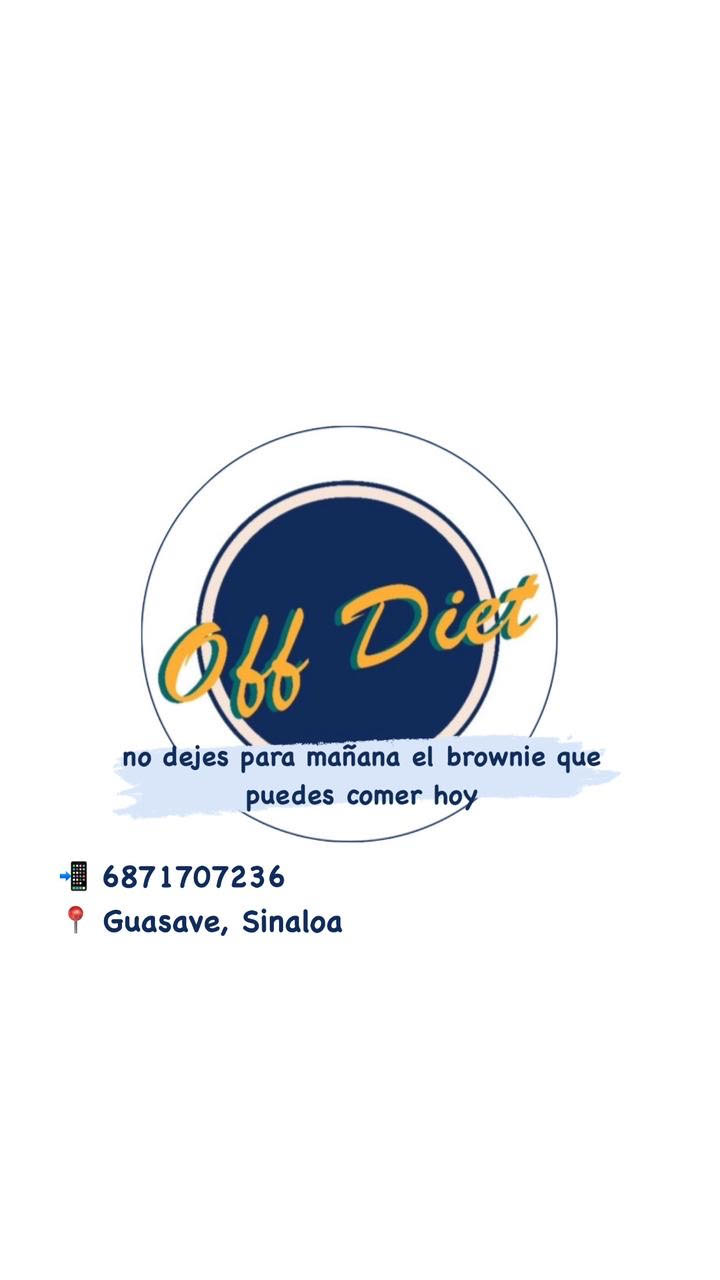 Off Diet
no dejes para mañana el brownie que
puedes comer hoy
📲 6871707236
📍 Guasave, Sinaloa